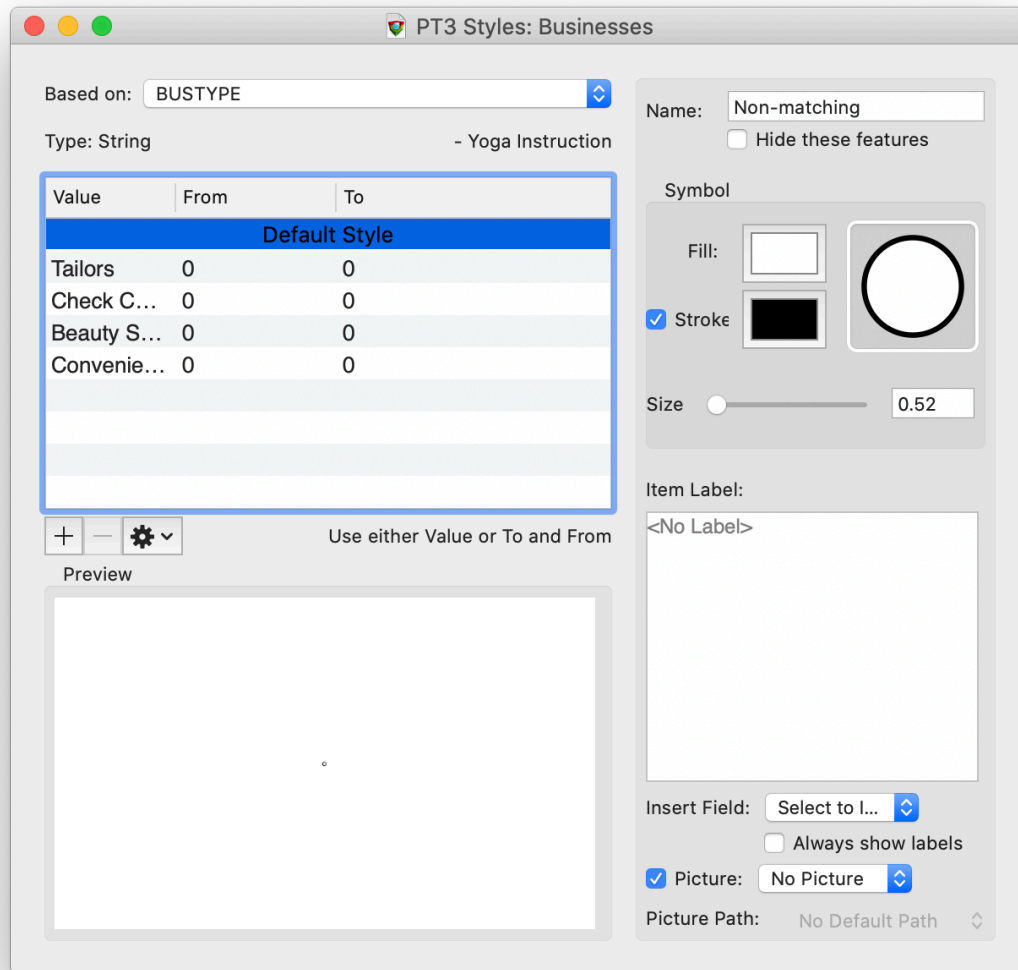 PT3 Styles: Businesses
Based on: BUSTYPE
Type: String - Yoga Instruction
Value From To
Default Style
Tailors 0 0
Check C... 0 0
Beauty S... 0 0
Convenie... 0 0
Use either Value or To and From
Preview
Name: Non-matching
Hide these features
Symbol
Fill:
Stroke
Size 0.52
Item Label:
<No Label>
Insert Field: Select to I...
Always show labels
Picture: No Picture
Picture Path: No Default Path